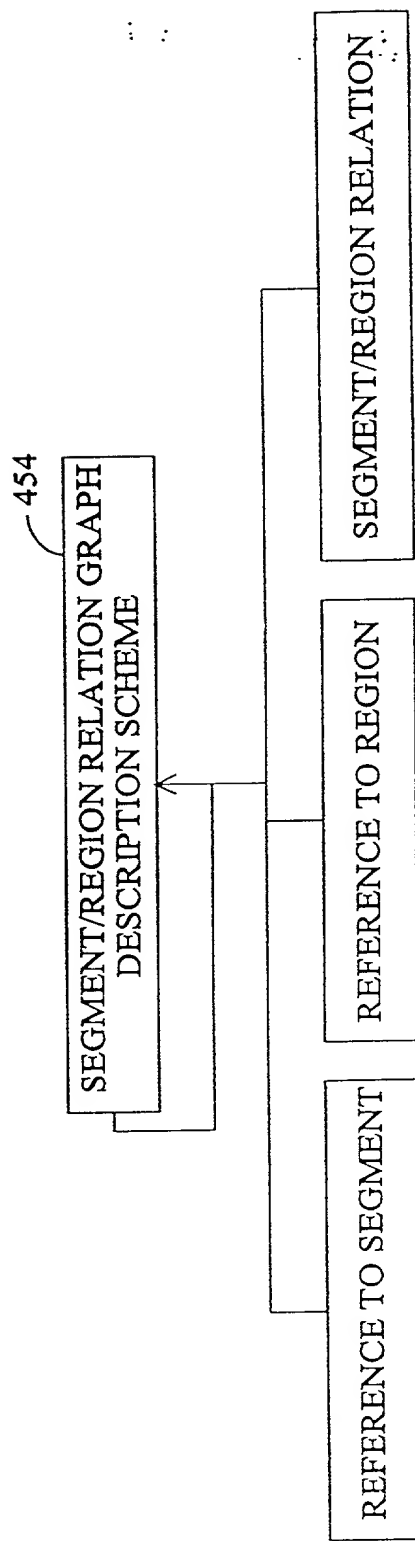 454
SEGMENT/REGION RELATION GRAPH
DESCRIPTION SCHEME
REFERENCE TO SEGMENT
REFERENCE TO REGION
SEGMENT/REGION RELATION